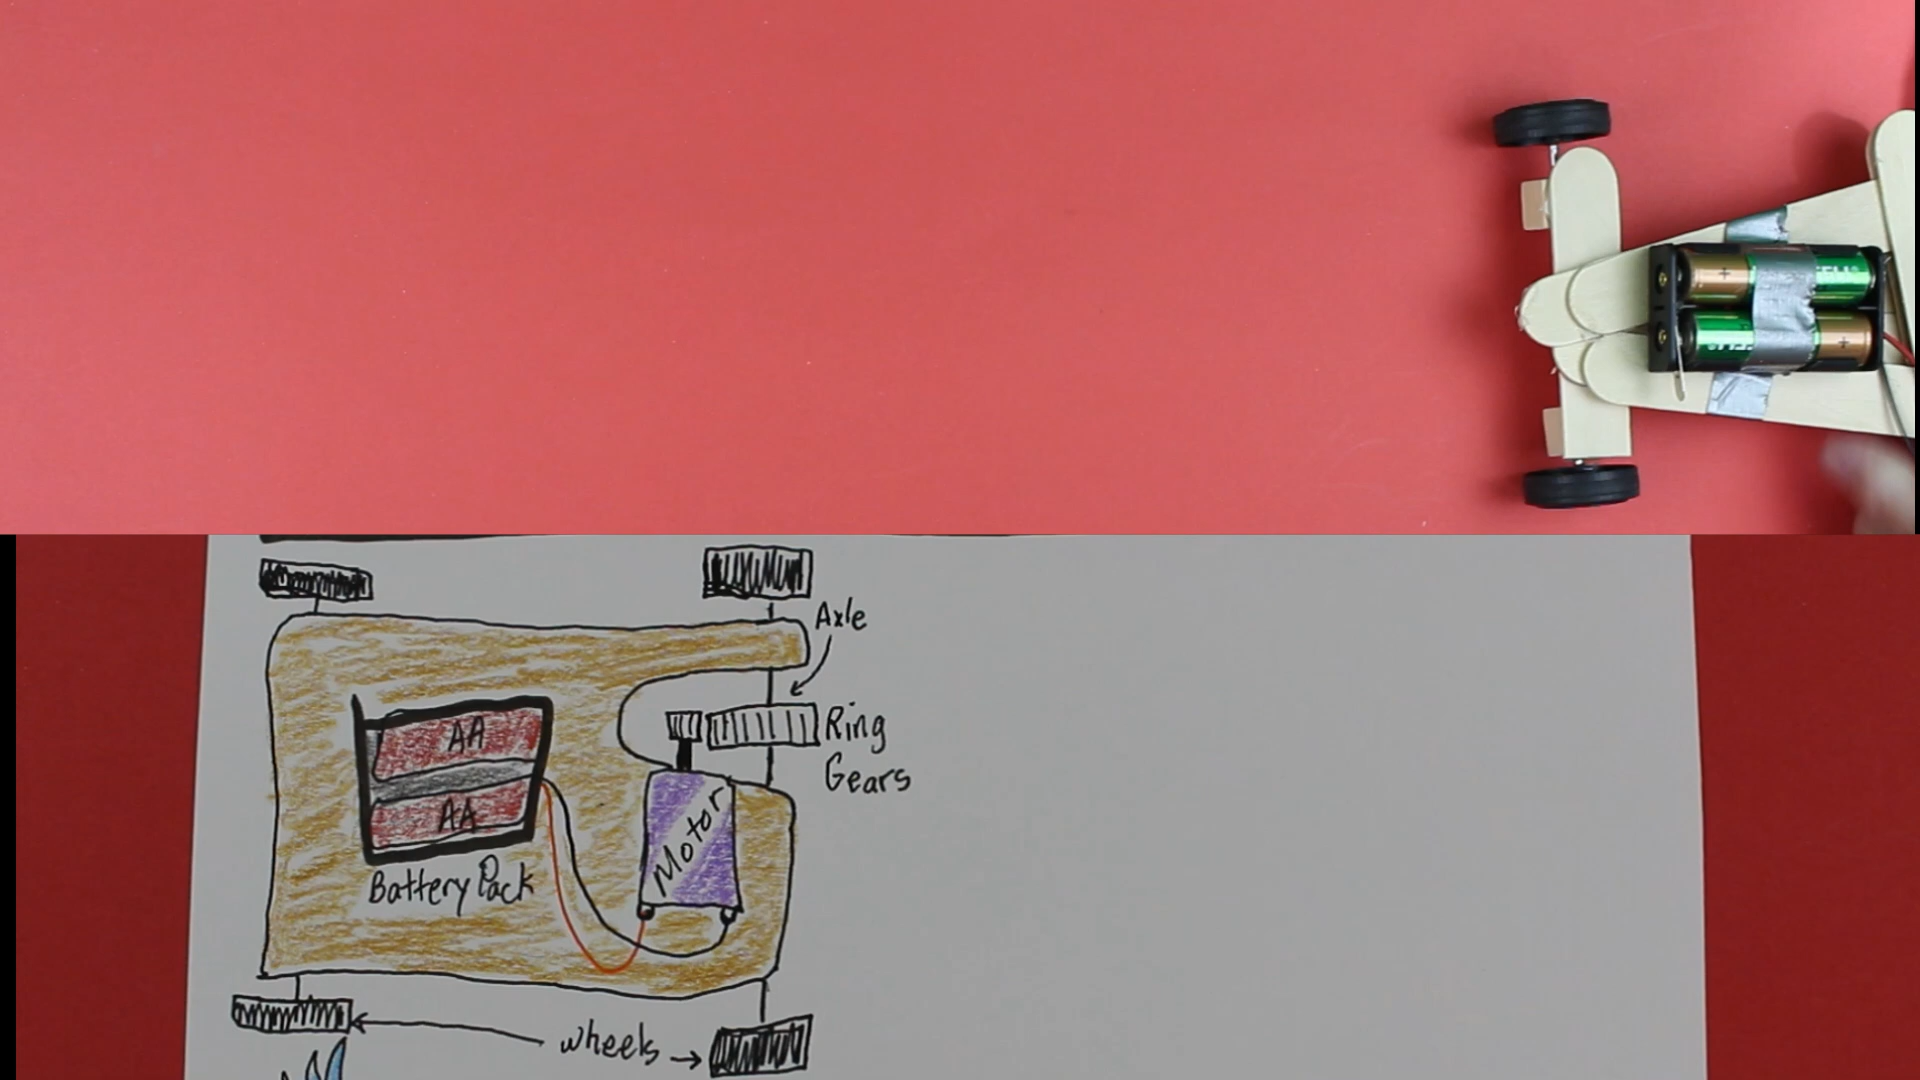 Axle
Ring
Gears
AA
AA
Motor
Battery Pack
wheels